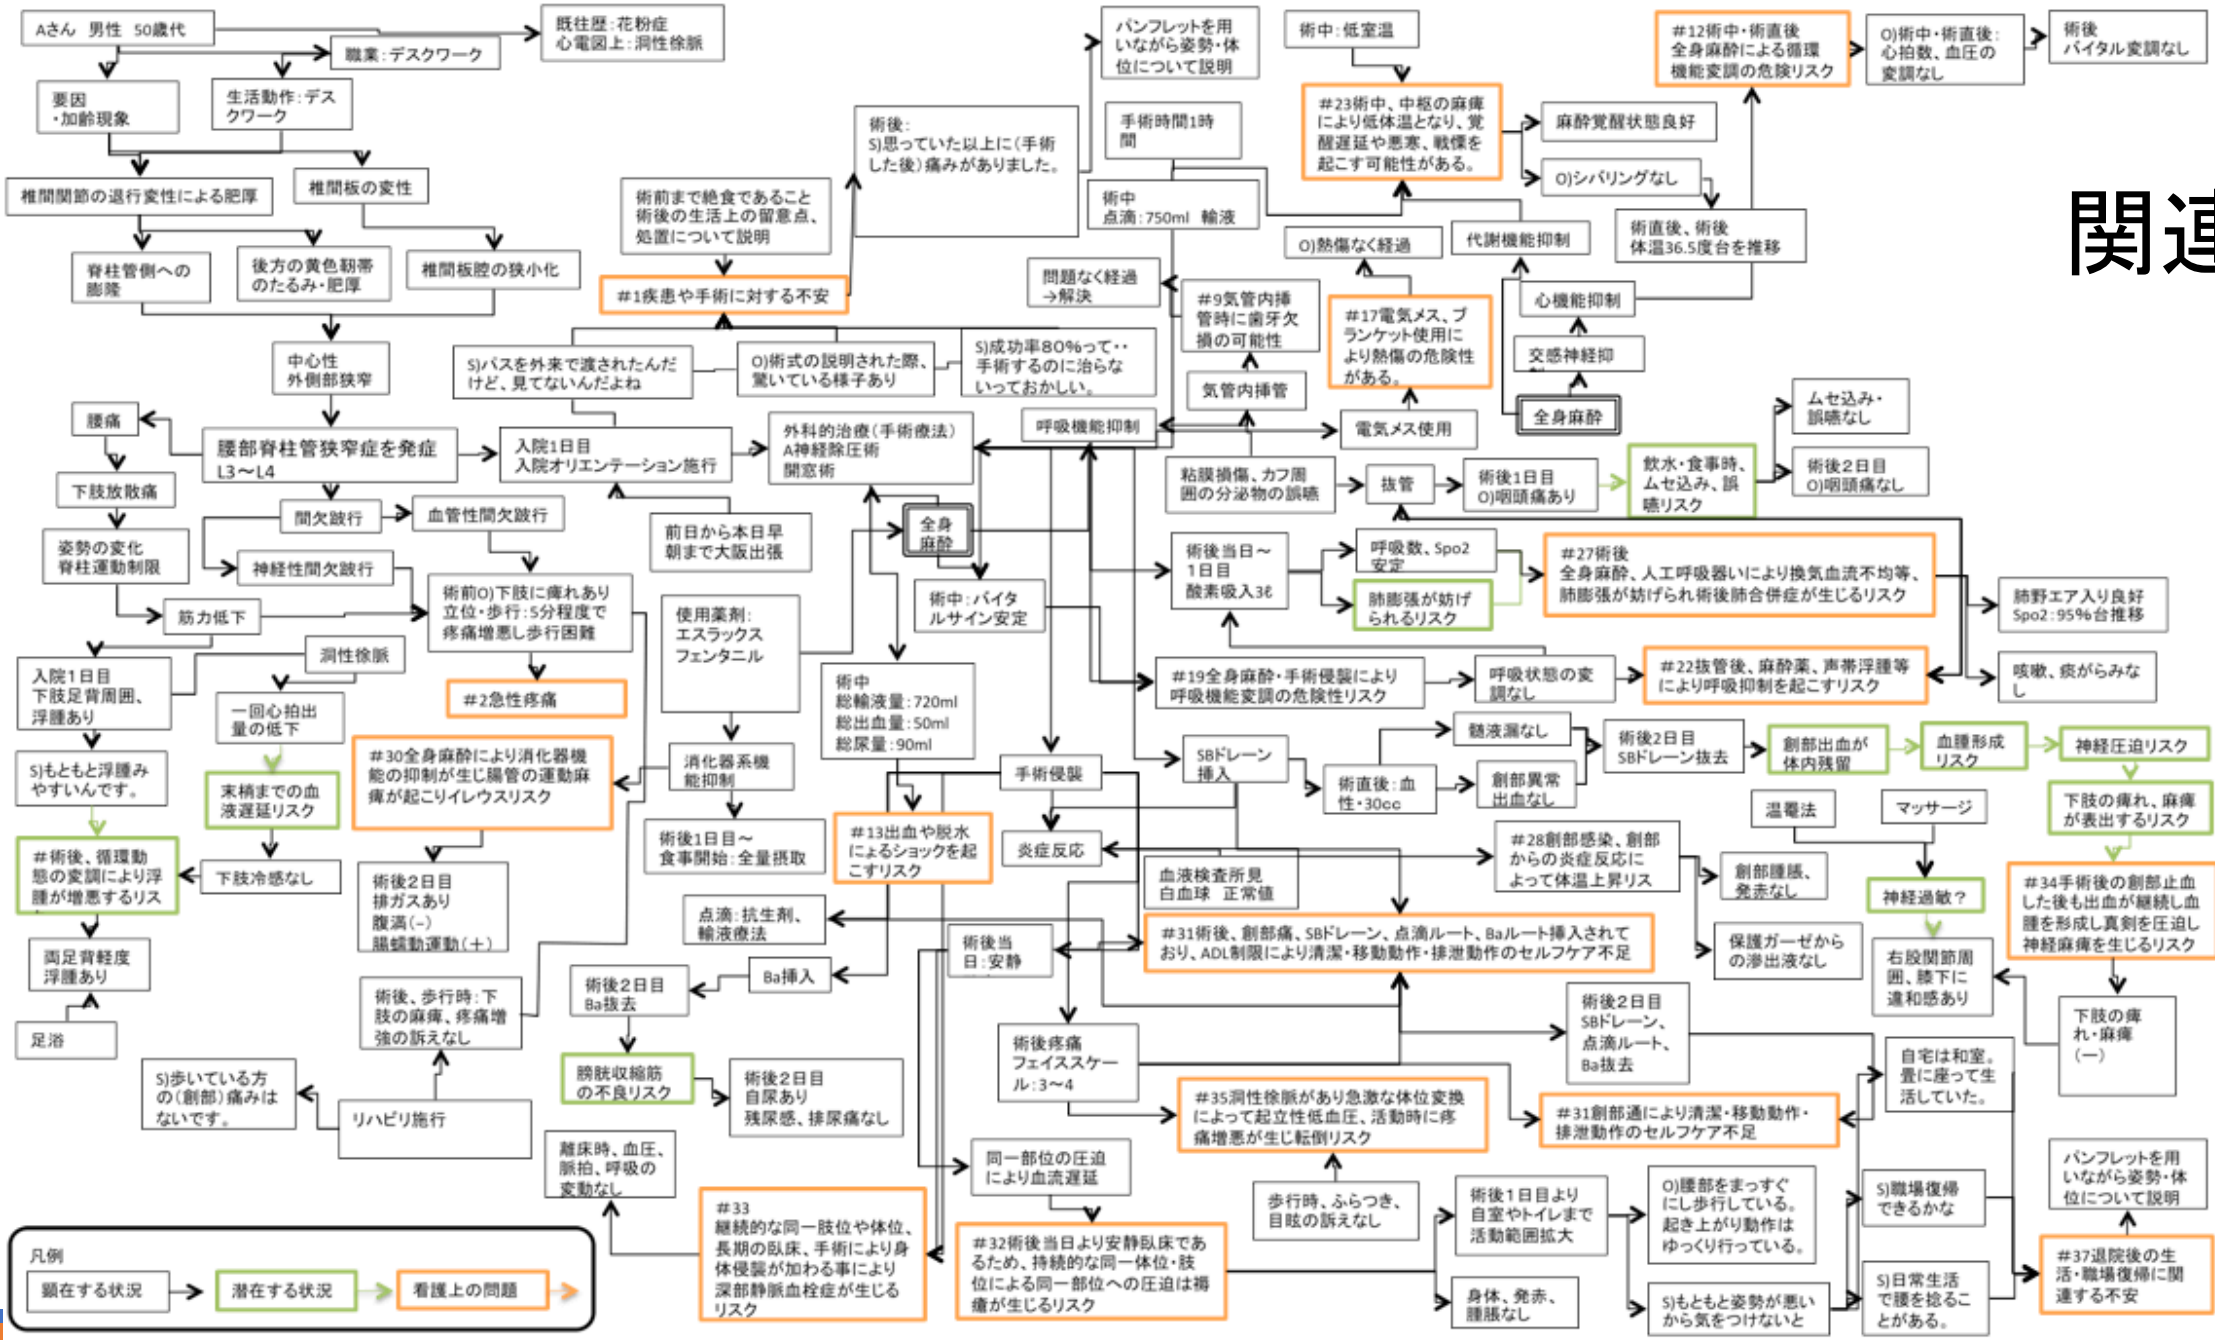 Aさん 男性 50歳代
既往歴:花粉症
心電図上:洞性徐脈
職業:デスクワーク
要因
・加齢現象
生活動作:デス
クワーク
椎間関節の退行変性による肥厚
椎間板の変性
脊柱管側への
膨隆
後方の黄色靭帯
のたるみ・肥厚
椎間板腔の狭小化
中心性
外側部狭窄
腰痛
腰部脊柱管狭窄症を発症
L3～L4
下肢放散痛
間欠跛行
血管性間欠跛行
姿勢の変化
脊柱運動制限
神経性間欠跛行
筋力低下
術前O)下肢に痺れあり
立位・歩行:5分程度で
疼痛増悪し歩行困難
#2急性疼痛
洞性徐脈
入院1日目
下肢足背周囲、
浮腫あり
一回心拍出
量の低下
S)もともと浮腫み
やすいんです。
末梢までの血
液遅延リスク
#術後、循環動
態の変調により浮
腫が増悪するリス
下肢冷感なし
両足背軽度
浮腫あり
足浴
#30全身麻酔により消化器機
能の抑制が生じ腸管の運動麻
痺が起こりイレウスリスク
術後2日目
排ガスあり
腹満(-)
腸蠕動運動(+)
術後、歩行時:下
肢の麻痺、疼痛増
強の訴えなし
S)歩いている方
の(創部)痛みは
ないです。
リハビリ施行
術前まで絶食であること
術後の生活上の留意点、
処置について説明
#1疾患や手術に対する不安
術後:
S)思っていた以上に(手術
した後)痛みがありました。
パンフレットを用
いながら姿勢・体
位について説明
S)パスを外来で渡されたんだ
けど、見てないんだよね
O)術式の説明された際、
驚いている様子あり
S)成功率80%って・・
手術するのに治らな
いっておかしい。
入院1日目
入院オリエンテーション施行
前日から本日早
朝まで大阪出張
外科的治療(手術療法)
A神経除圧術
開窓術
全身
麻酔
使用薬剤:
エスラックス
フェンタニル
術中:バイタ
ルサイン安定
術中
総輸液量:720ml
総出血量:50ml
総尿量:90ml
消化器系機
能抑制
術後1日目～
食事開始:全量摂取
#13出血や脱水
によるショックを起
こすリスク
手術侵襲
炎症反応
点滴:抗生剤、
輸液療法
Ba挿入
術後2日目
Ba抜去
膀胱収縮筋
の不良リスク
術後2日目
自尿あり
残尿感、排尿痛なし
離床時、血圧、
脈拍、呼吸の
変動なし
#33
継続的な同一肢位や体位、
長期の臥床、手術により身
体侵襲が加わる事により
深部静脈血栓症が生じる
リスク
術後当
日:安静
術後疼痛
フェイススケー
ル:3～4
同一部位の圧迫
により血流遅延
#32術後当日より安静臥床であ
るため、持続的な同一体位・肢
位による同一部位への圧迫は褥
瘡が生じるリスク
手術時間1時
間
術中
点滴:750ml 輸液
術中:低室温
#23術中、中枢の麻痺
により低体温となり、覚
醒遅延や悪寒、戦慄を
起こす可能性がある。
麻酔覚醒状態良好
O)シバリングなし
術直後、術後
体温36.5度台を推移
#12術中・術直後
全身麻酔による循環
機能変調の危険リスク
O)術中・術直後:
心拍数、血圧の
変調なし
術後
バイタル変調なし
関連
O)熱傷なく経過
代謝機能抑制
心機能抑制
交感神経抑
全身麻酔
問題なく経過
→解決
#9気管内挿
管時に歯牙欠
損の可能性
気管内挿管
#17電気メス、ブ
ランケット使用に
より熱傷の危険性
がある。
電気メス使用
呼吸機能抑制
粘膜損傷、カフ周
囲の分泌物の誤嚥
抜管
術後1日目
O)咽頭痛あり
飲水・食事時、
ムセ込み、誤
嚥リスク
ムセ込み・
誤嚥なし
術後2日目
O)咽頭痛なし
術後当日～
1日目
酸素吸入3ℓ
呼吸数、Spo2
安定
肺膨張が妨げ
られるリスク
#27術後
全身麻酔、人工呼吸器いにより換気血流不均等、
肺膨張が妨げられ術後肺合併症が生じるリスク
肺野エア入り良好
Spo2:95%台推移
咳嗽、痰がらみな
し
#19全身麻酔・手術侵襲により
呼吸機能変調の危険性リスク
呼吸状態の変
調なし
#22抜管後、麻酔薬、声帯浮腫等
により呼吸抑制を起こすリスク
SBドレーン
挿入
術直後:血
性・30cc
髄液漏なし
創部異常
出血なし
術後2日目
SBドレーン抜去
創部出血が
体内残留
血腫形成
リスク
神経圧迫リスク
下肢の痺れ、麻痺
が表出するリスク
#34手術後の創部止血
した後も出血が継続し血
腫を形成し真剣を圧迫し
神経麻痺を生じるリスク
下肢の痺
れ・麻痺
(ー)
温罨法
マッサージ
神経過敏?
右股関節周
囲、膝下に
違和感あり
血液検査所見
白血球 正常値
#28創部感染、創部
からの炎症反応に
よって体温上昇リス
創部腫脹、
発赤なし
保護ガーゼから
の滲出液なし
#31術後、創部痛、SBドレーン、点滴ルート、Baルート挿入されて
おり、ADL制限により清潔・移動動作・排泄動作のセルフケア不足
術後2日目
SBドレーン、
点滴ルート、
Ba抜去
#35洞性徐脈があり急激な体位変換
によって起立性低血圧、活動時に疼
痛増悪が生じ転倒リスク
#31創部通により清潔・移動動作・
排泄動作のセルフケア不足
歩行時、ふらつき、
目眩の訴えなし
術後1日目より
自室やトイレまで
活動範囲拡大
身体、発赤、
腫脹なし
O)腰部をまっすぐ
にし歩行している。
起き上がり動作は
ゆっくり行っている。
S)もともと姿勢が悪い
から気をつけないと
自宅は和室。
畳に座って生
活していた。
S)職場復帰
できるかな
S)日常生活
で腰を捻るこ
とがある。
パンフレットを用
いながら姿勢・体
位について説明
#37退院後の生
活・職場復帰に関
連する不安
凡例
顕在する状況
潜在する状況
看護上の問題